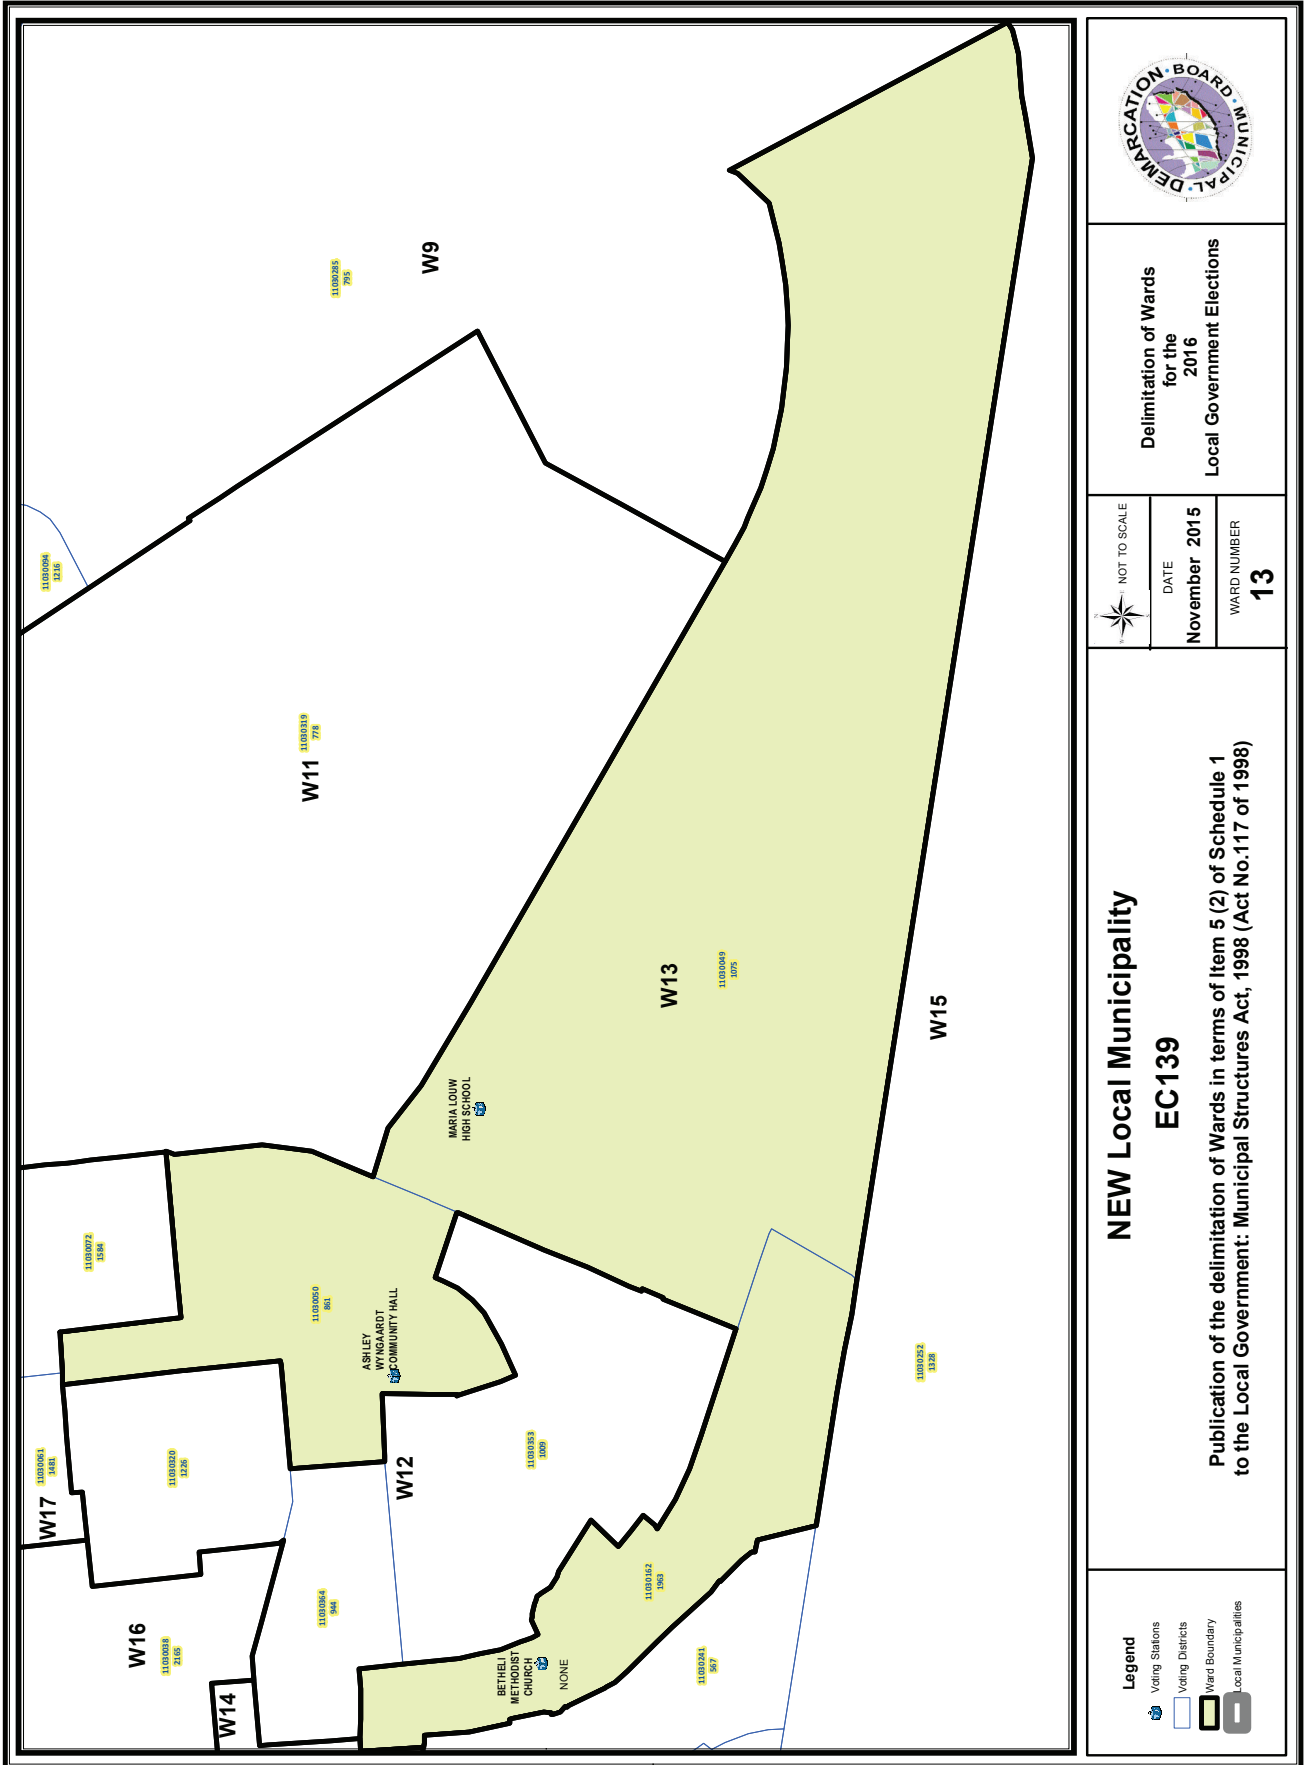 11030094
1216
11030285
795
W9
11030319
778
W11
11030072
1584
11030061
1481
W17
11030320
1226
11030050
861
ASHLEY
WYNGAARDT
COMMUNITY HALL
MARIA LOUW
HIGH SCHOOL
W13
11030049
1075
W15
11030252
1328
W12
11030353
1009
W16
11030038
2165
11030364
944
W14
BETHELI
METHODIST
CHURCH
NONE
11030162
1963
11030241
567
Legend
Voting Stations
Voting Districts
Ward Boundary
Local Municipalities
NEW Local Municipality
EC139
Publication of the delimitation of Wards in terms of Item 5 (2) of Schedule 1
to the Local Government: Municipal Structures Act, 1998 (Act No.117 of 1998)
NOT TO SCALE
DATE
November 2015
WARD NUMBER
13
Delimitation of Wards
for the
2016
Local Government Elections
MUNICIPAL · DEMARCATION · BOARD ·